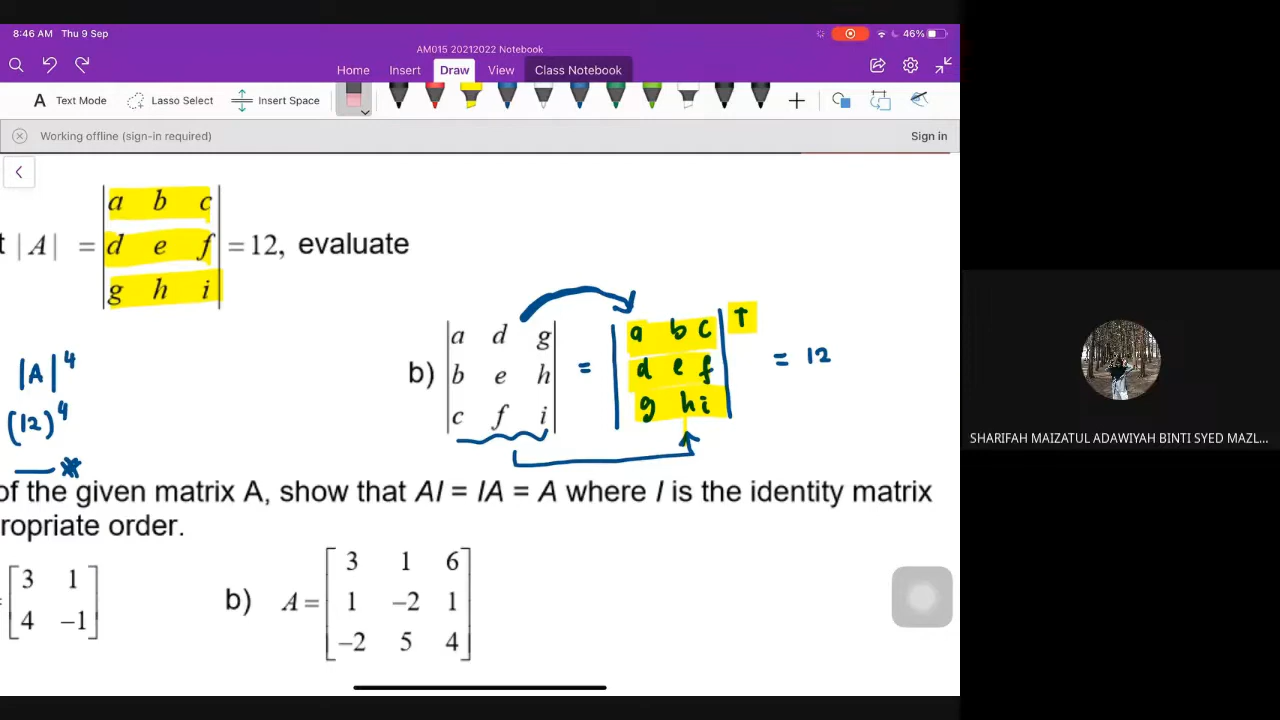 8:46 AM Thu 9 Sep
46%
AM015 20212022 Notebook
Home Insert Draw View Class Notebook
A Text Mode Lasso Select Insert Space
Working offline (sign-in required) Sign in
t |A| = |a b c
d e f
g h i| = 12, evaluate
|A|^4
(12)^4
b) |a d g
b e h
c f i| = |a b c
d e f
g h i|^T = 12
of the given matrix A, show that AI = IA = A where I is the identity matrix
ropriate order.
= [3 1
4 −1]
b) A = [3 1 6
1 −2 1
−2 5 4]
SHARIFAH MAIZATUL ADAWIYAH BINTI SYED MAZL...